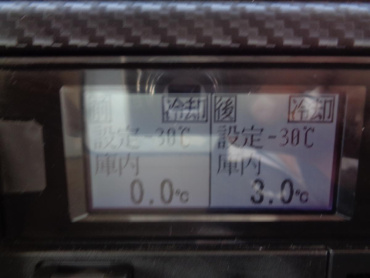 前 冷却 後 冷却
設定-30℃ 設定-30℃
庫内 庫内
0.0℃ 3.0℃